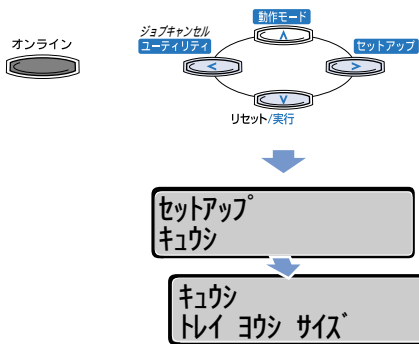 動作モード
ジョブキャンセル
ユーティリティ
オンライン
セットアップ
リセット/実行
セットアップ
キュウシ
キュウシ
トレイ ヨウシ サイズ